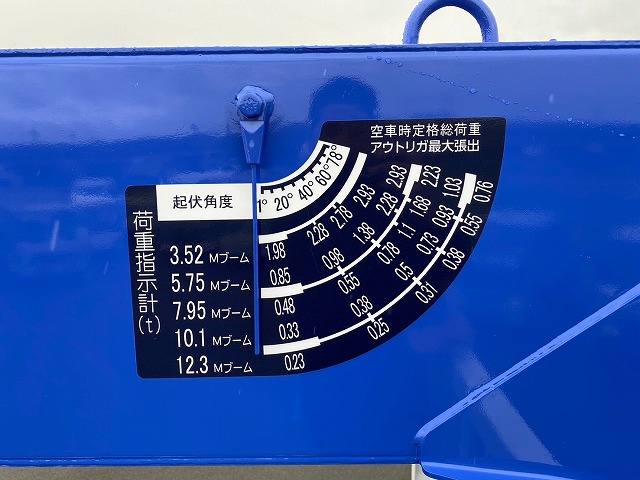 空車時定格総荷重
アウトリガ最大張出
荷重指示計(t)
起伏角度 1° 20° 40° 60° 78°
3.52 Mブーム 1.98 2.28 2.78 2.93 2.93
5.75 Mブーム 0.85 0.98 1.38 2.28 2.23
7.95 Mブーム 0.48 0.55 0.78 1.1 1.68 1.03
10.1 Mブーム 0.33 0.38 0.5 0.73 0.93 0.76
12.3 Mブーム 0.23 0.25 0.31 0.38 0.55